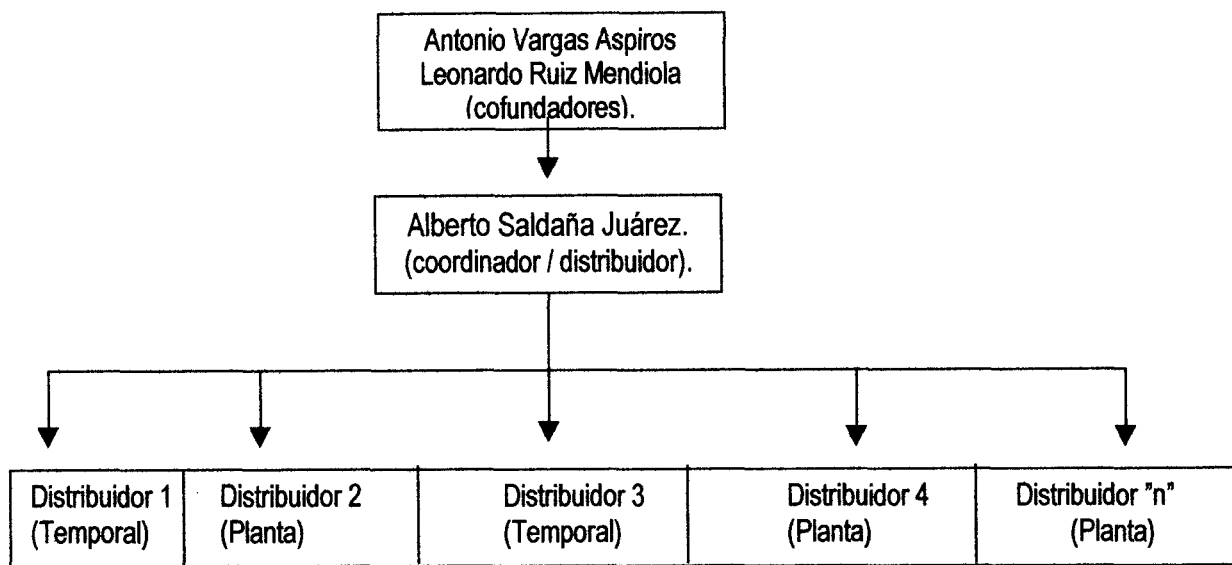 Antonio Vargas Aspiros
Leonardo Ruiz Mendiola
(cofundadores).
Alberto Saldaña Juárez.
(coordinador / distribuidor).
Distribuidor 1
(Temporal)
Distribuidor 2
(Planta)
Distribuidor 3
(Temporal)
Distribuidor 4
(Planta)
Distribuidor ”n”
(Planta)